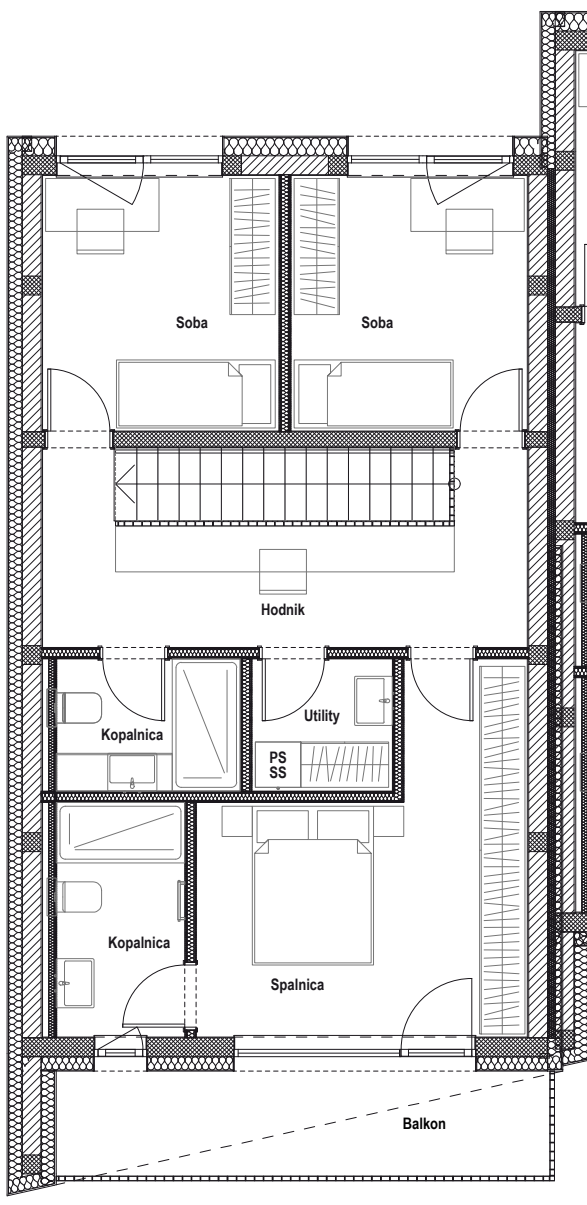 Soba
Soba
Hodnik
Kopalnica
Utility
PS
SS
Kopalnica
Spalnica
Balkon